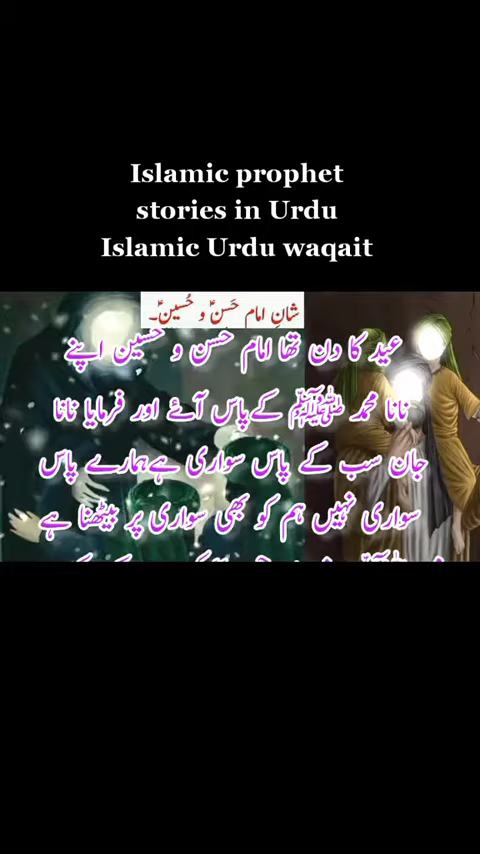 Islamic prophet
stories in Urdu
Islamic Urdu waqait
شانِ امام حَسنؑ و حُسینؑ۔
عید کا دن تھا امام حسن و حسین اپنے
نانا محمد ﷺ کے پاس آئے اور فرمایا نانا
جان سب کے پاس سواری ہے ہمارے پاس
سواری نہیں ہم کو بھی سواری پر بیٹھنا ہے